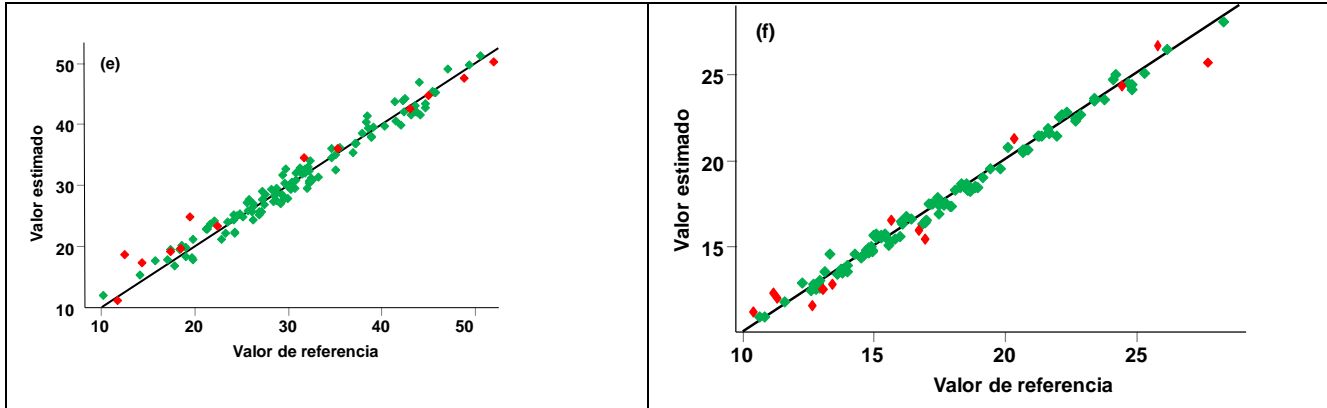 (e)
Valor estimado
50
40
30
20
10
10 20 30 40 50
Valor de referencia
(f)
Valor estimado
25
20
15
10 15 20 25
Valor de referencia